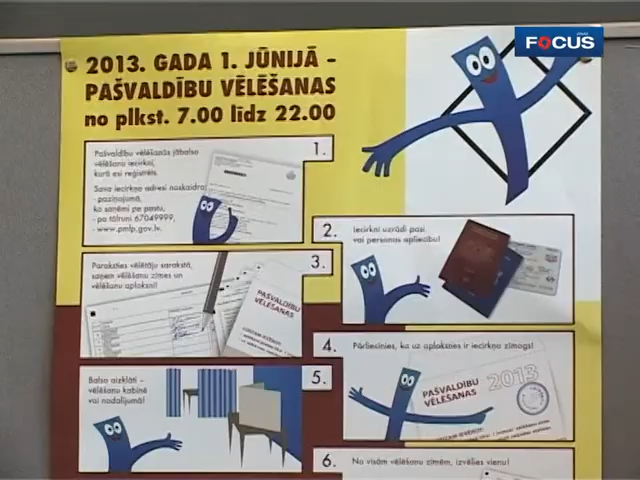 FOCUS
2013. GADA 1. JŪNIJĀ -
PAŠVALDĪBU VĒLĒŠANAS
no plkst. 7.00 līdz 22.00
1.
Pašvaldību vēlēšanās jābalso
vēlēšanu iecirknī,
kurā esi reģistrēts.
Sava iecirkņa adresi noskaidro:
- paziņojumā,
ko saņēmi pa pastu,
- pa tālruni 67049999,
- www.pmlp.gov.lv.
2.
Iecirknī uzrādi pasi
vai personas apliecību!
3.
Paraksties vēlētāju sarakstā,
saņem vēlēšanu zīmes un
vēlēšanu aploksni!
PAŠVALDĪBU
VĒLĒŠANAS
4.
Pārliecinies, ka uz aploksnes ir iecirkņa zīmogs!
PAŠVALDĪBU
VĒLĒŠANAS
2013
5.
Balso aizklāti -
vēlēšanu kabīnē
vai nodalījumā!
6.
No visām vēlēšanu zīmēm, izvēlies vienu!